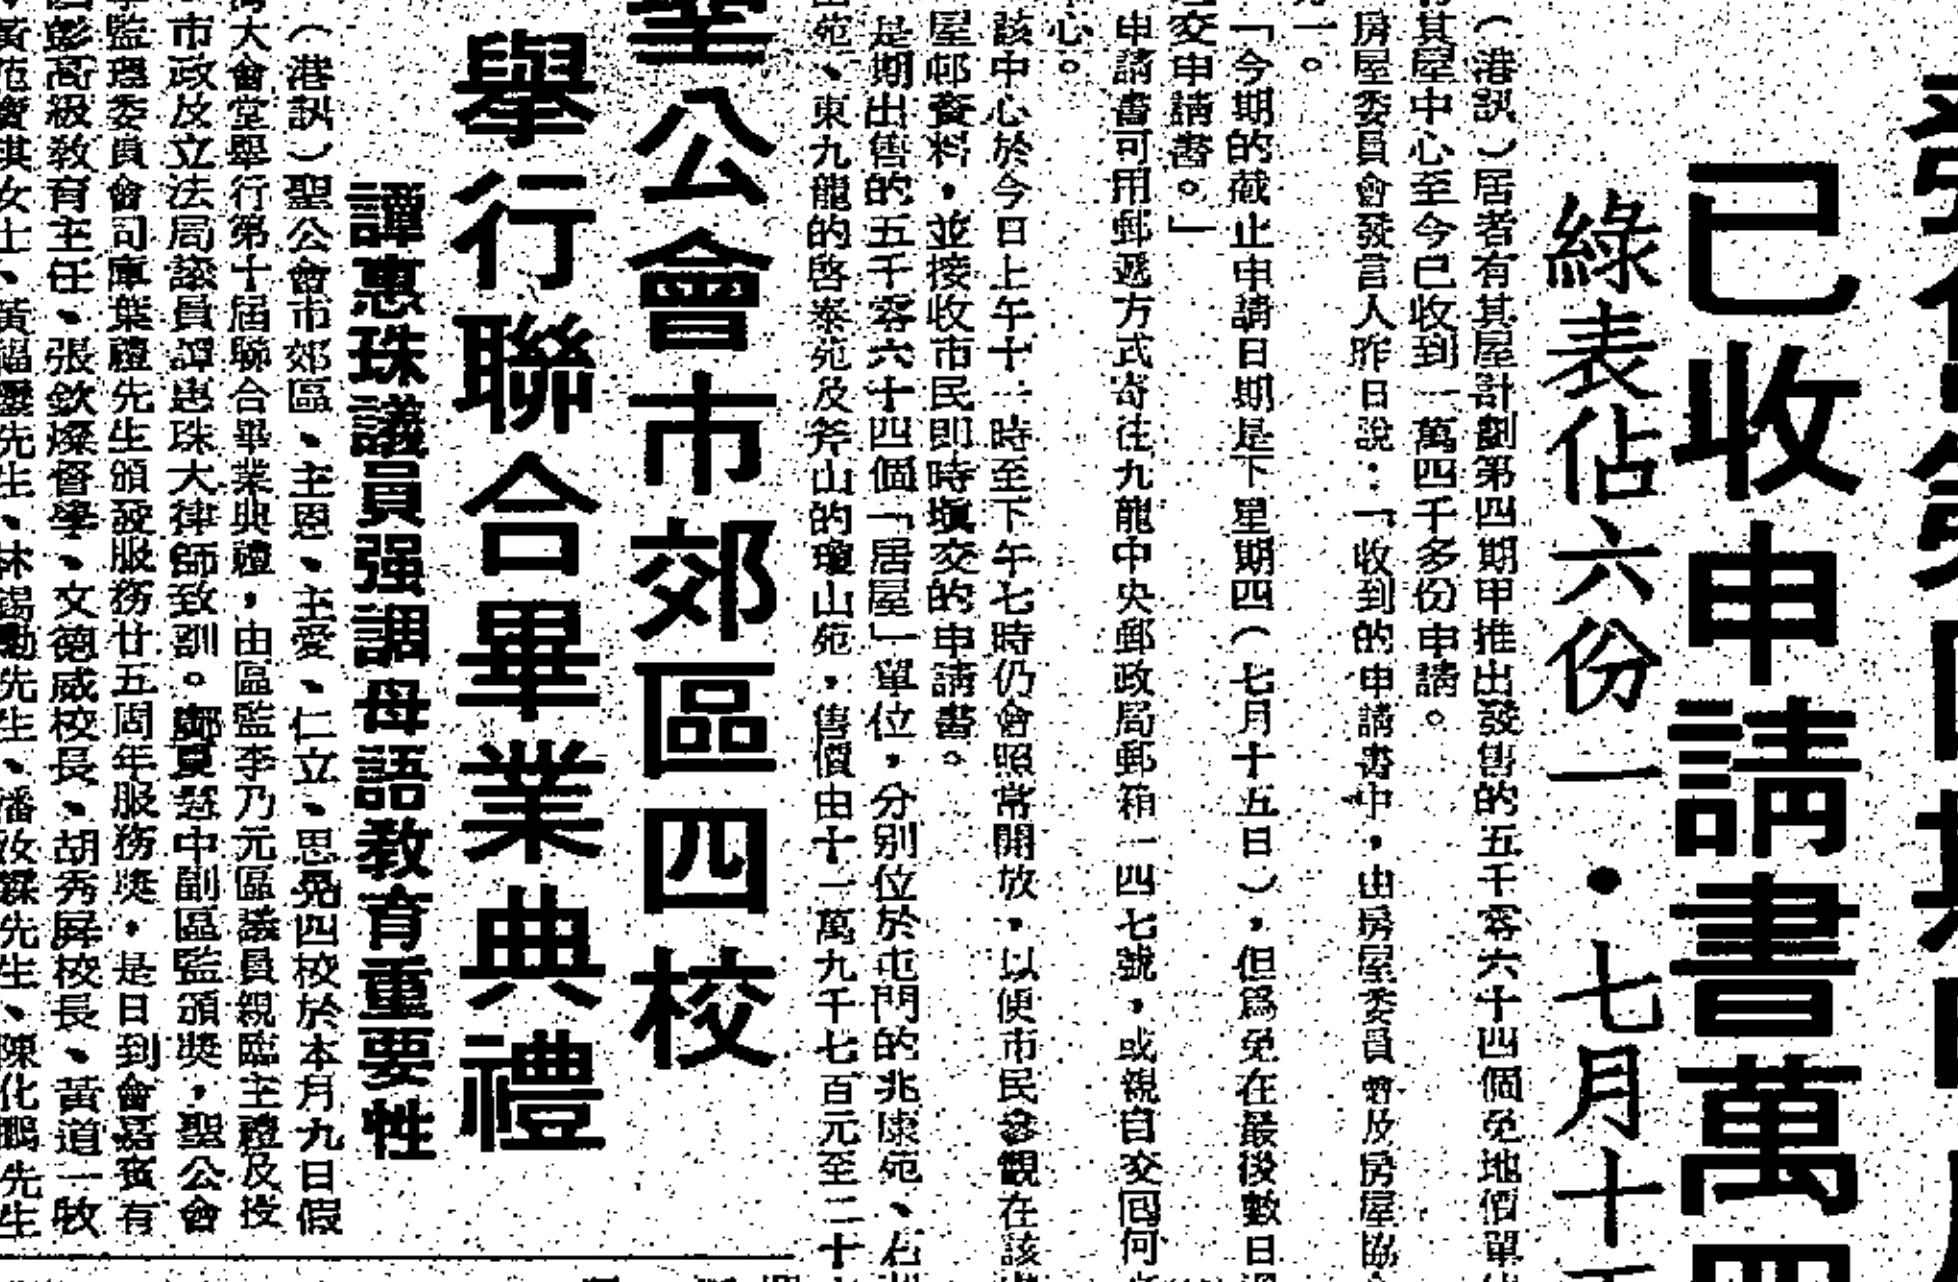 已收申請書萬四
綠表佔六份一・七月十
（港訊）居者有其屋計劃第四期甲推出發售的五千零六十四個免地價單
其屋中心至今已收到一萬四千多份申請。
房屋委員會發言人昨日說：「收到的申請書中，由房屋委員會及房屋協
一。
「今期的截止申請日期是下星期四（七月十五日），但為免在最後數日
交申請書。」
申請書可用郵遞方式寄往九龍中央郵政局郵箱一四七號，或親自交回何
心。
該中心於今日上午十一時至下午七時仍會照常開放，以便市民參觀在該
屋邨資料，並接收市民即時填交的申請書。
是期出售的五千零六十四個「居屋」單位，分別位於屯門的兆康苑、石
苑、東九龍的啓泰苑及斧山的瓊山苑，售價由十一萬九千七百元至二十
聖公會市郊區四校
舉行聯合畢業典禮
譚惠珠議員强調母語教育重要性
（港訊）聖公會市郊區、主恩、主愛、仁立、思晃四校於本月九日假
大會堂舉行第十屆聯合畢業典禮，由區監李乃元區議員親臨主禮及授
市政及立法局議員譚惠珠大律師致訓。鄭夏慧中副區監頒獎，聖公會
監理委員會司庫葉禮先生頒發服務廿五周年服務獎，是日到會嘉賓有
彭高級教育主任、張欽燦督學、文德威校長、胡秀屏校長、黃道一牧
女士、黃福鎏先生、林錫勳先生、潘汝霖先生、陳化鵬先生